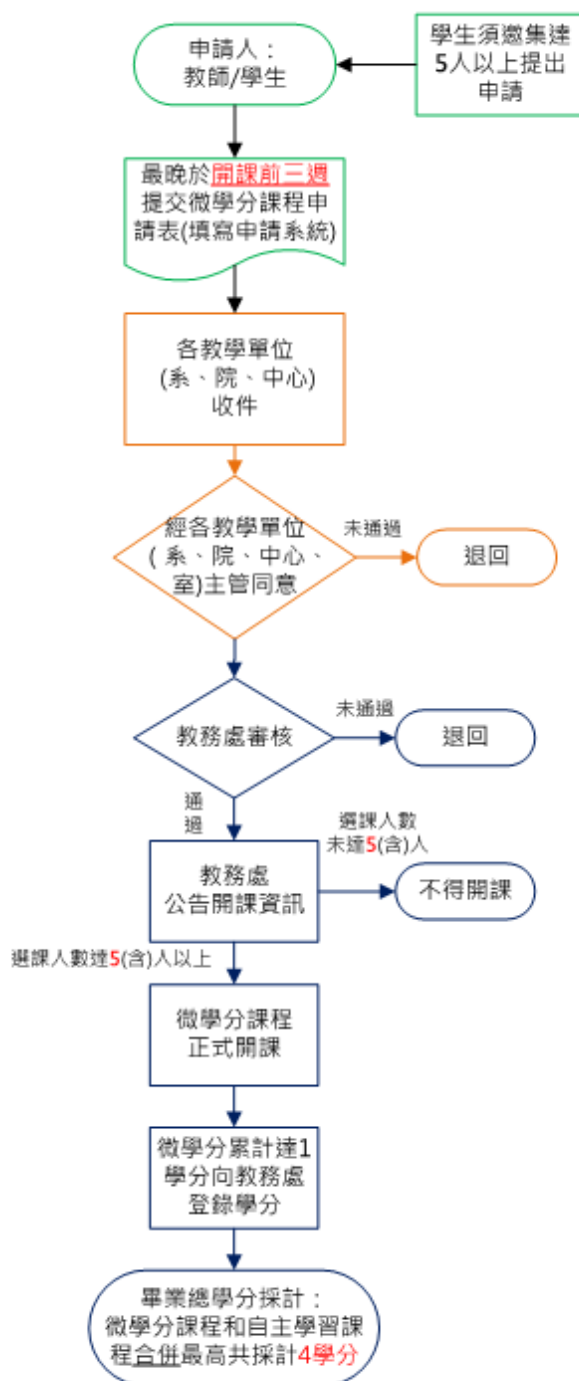 申請人：
教師/學生
學生須邀集達
5人以上提出
申請
最晚於開課前三週
提交微學分課程申
請表(填寫申請系統)
各教學單位
(系、院、中心)
收件
經各教學單位
( 系、院、中心、
室)主管同意
未通過
退回
教務處審核
未通過
退回
通
過
教務處
公告開課資訊
選課人數
未達5(含)人
不得開課
選課人數達5(含)人以上
微學分課程
正式開課
微學分累計達1
學分向教務處
登錄學分
畢業總學分採計：
微學分課程和自主學習課
程合併最高共採計4學分